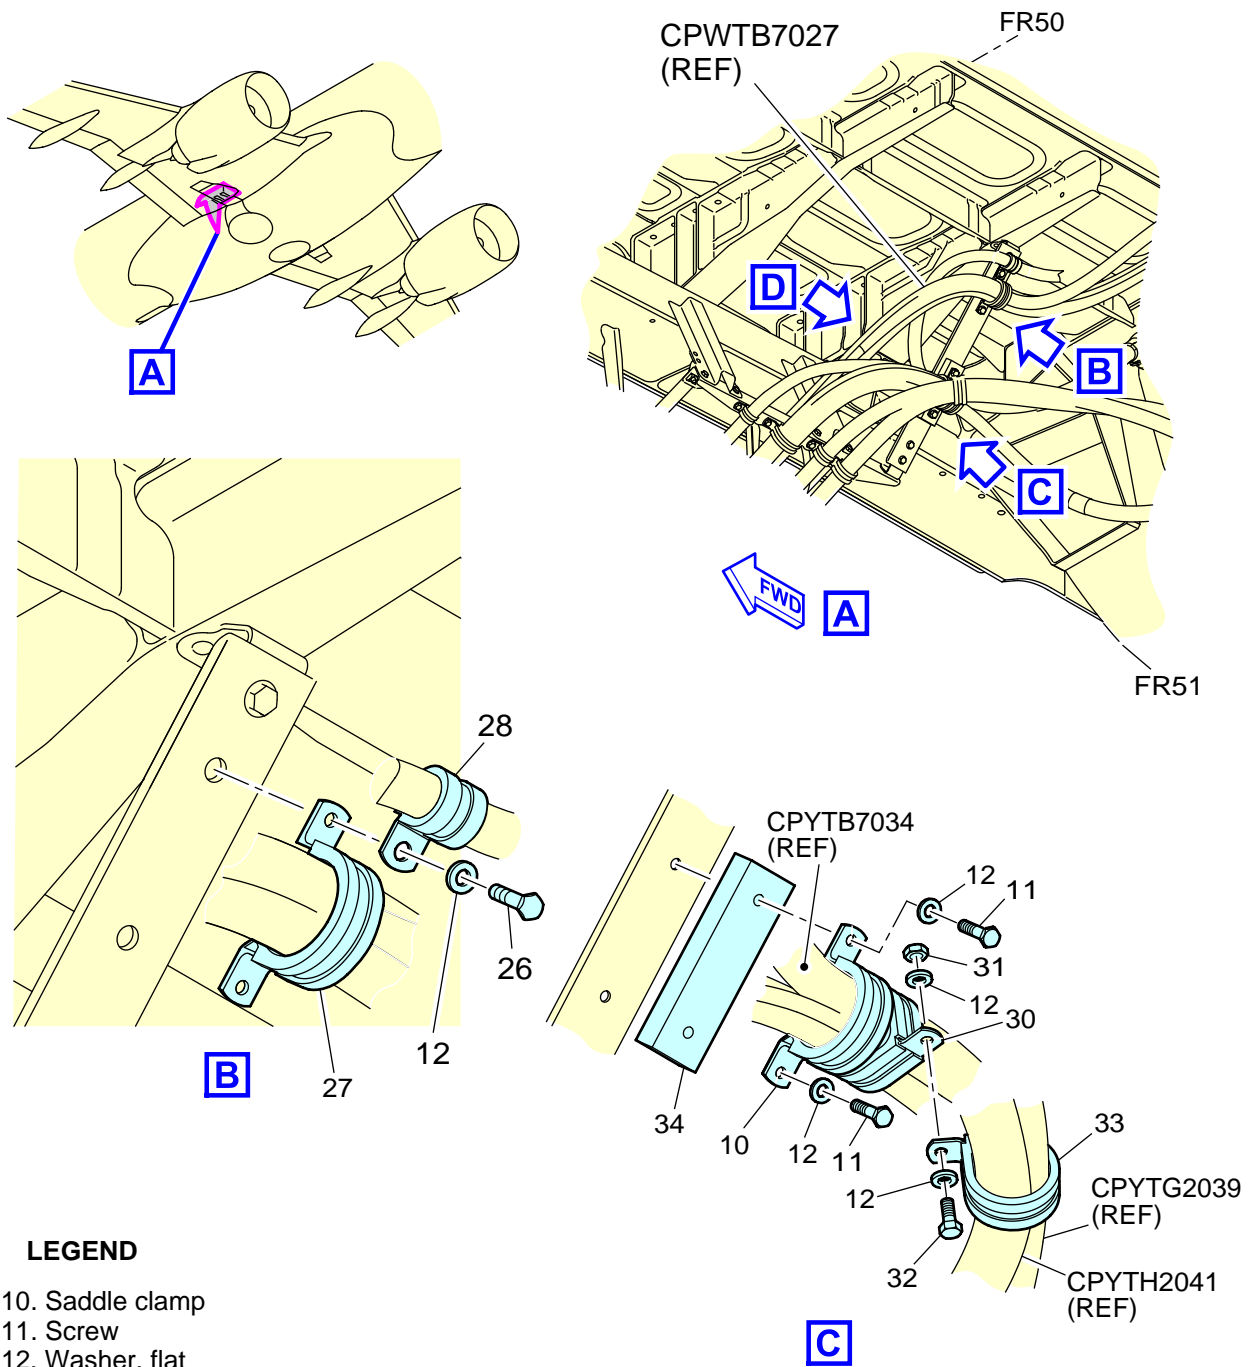 FR50
CPWTB7027
(REF)
D
B
A
C
FWD
A
FR51
28
12
26
27
B
CPYTB7034
(REF)
12
11
31
12
30
34
10
12
11
12
33
CPYTG2039
(REF)
32
CPYTH2041
(REF)
C
LEGEND
10. Saddle clamp
11. Screw
12. Washer, flat